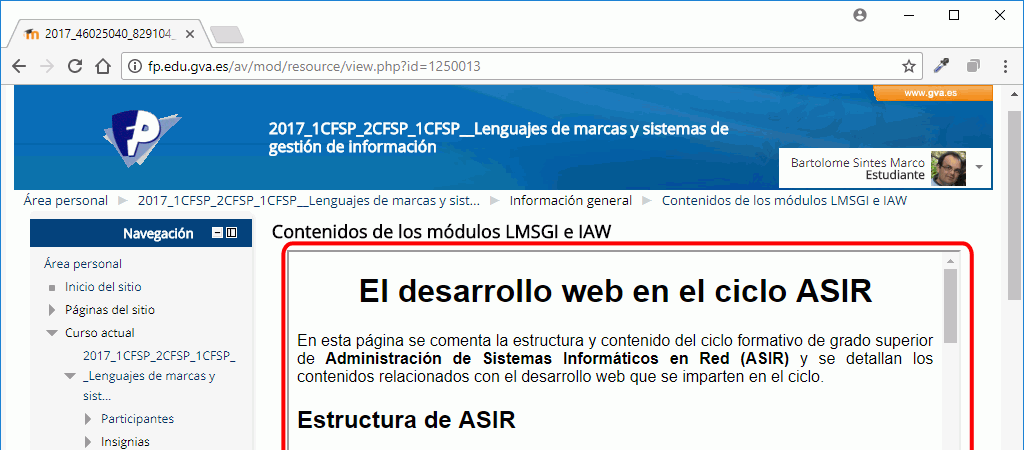 2017_46025040_829104_
fp.edu.gva.es/av/mod/resource/view.php?id=1250013
www.gva.es
FP
2017_1CFSP_2CFSP_1CFSP__Lenguajes de marcas y sistemas de
gestión de información
Bartolome Sintes Marco
Estudiante
Área personal 2017_1CFSP_2CFSP_1CFSP__Lenguajes de marcas y sist... Información general Contenidos de los módulos LMSGI e IAW
Navegación
Área personal
Inicio del sitio
Páginas del sitio
Curso actual
2017_1CFSP_2CFSP_1CFSP_
_Lenguajes de marcas y
sist...
Participantes
Insignias
Contenidos de los módulos LMSGI e IAW
El desarrollo web en el ciclo ASIR
En esta página se comenta la estructura y contenido del ciclo formativo de grado superior
de Administración de Sistemas Informáticos en Red (ASIR) y se detallan los
contenidos relacionados con el desarrollo web que se imparten en el ciclo.
Estructura de ASIR